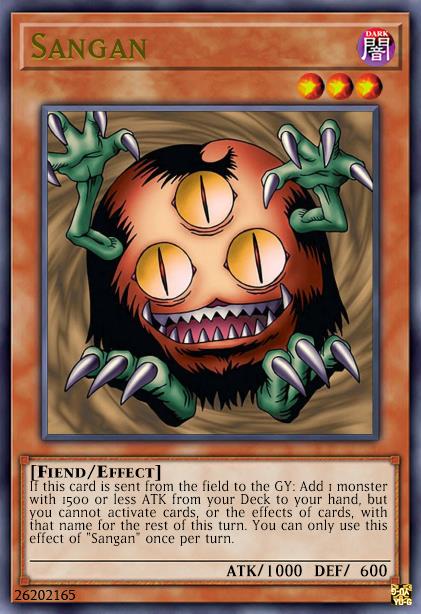 Sangan
DARK
闇
[Fiend/Effect]
If this card is sent from the field to the GY: Add 1 monster
with 1500 or less ATK from your Deck to your hand, but
you cannot activate cards, or the effects of cards, with
that name for the rest of this turn. You can only use this
effect of "Sangan" once per turn.
ATK/1000 DEF/ 600
26202165